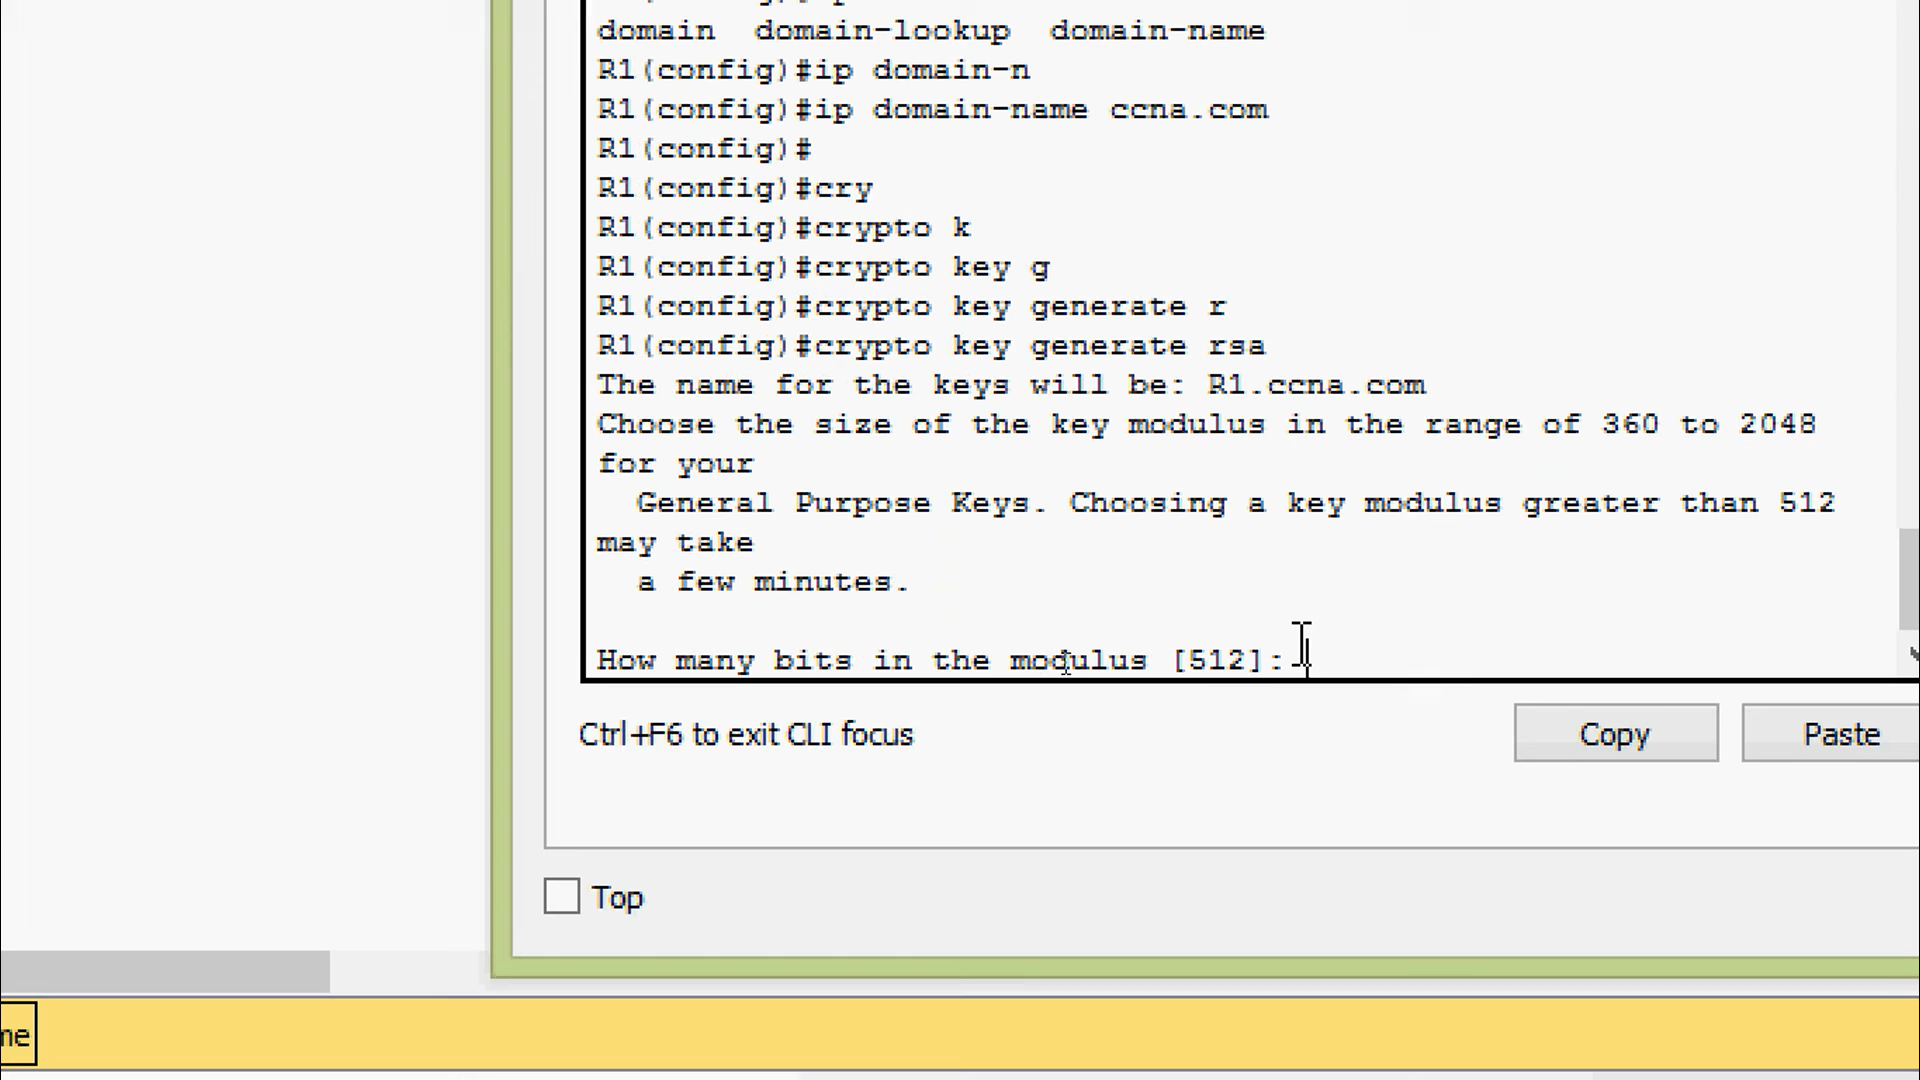 domain  domain-lookup  domain-name
R1(config)#ip domain-n
R1(config)#ip domain-name ccna.com
R1(config)#
R1(config)#cry
R1(config)#crypto k
R1(config)#crypto key g
R1(config)#crypto key generate r
R1(config)#crypto key generate rsa
The name for the keys will be: R1.ccna.com
Choose the size of the key modulus in the range of 360 to 2048
for your
  General Purpose Keys. Choosing a key modulus greater than 512
may take
  a few minutes.
How many bits in the modulus [512]:
Ctrl+F6 to exit CLI focus
Copy
Paste
Top